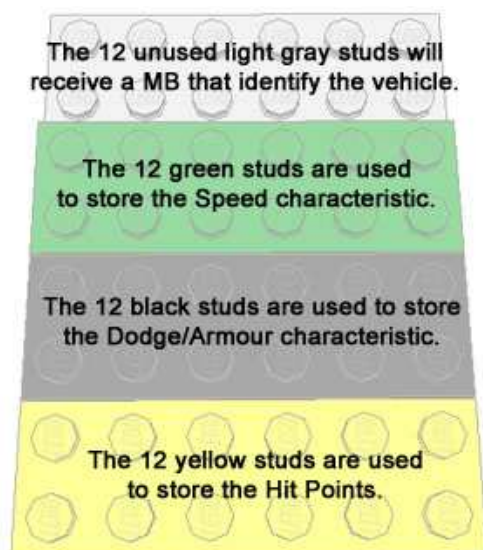 The 12 unused light gray studs will
receive a MB that identify the vehicle.
The 12 green studs are used
to store the Speed characteristic.
The 12 black studs are used to store
the Dodge/Armour characteristic.
The 12 yellow studs are used
to store the Hit Points.